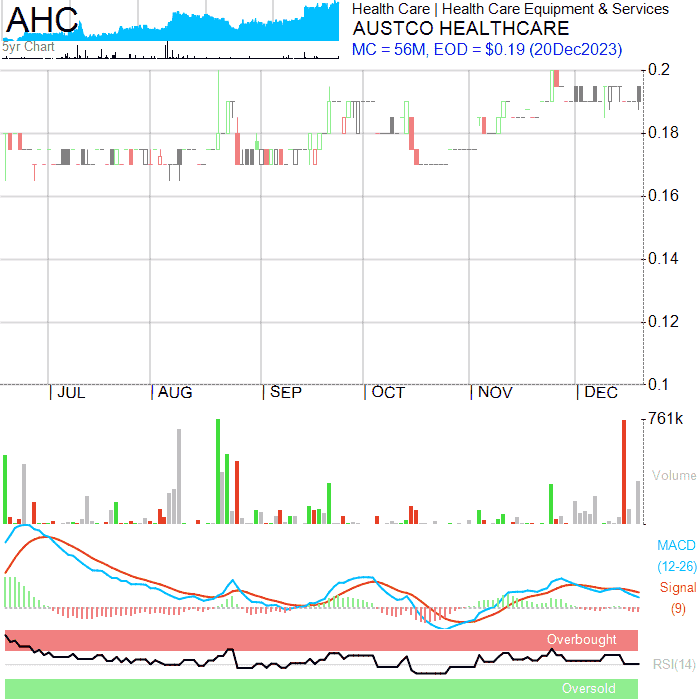 AHC
5yr Chart
Health Care | Health Care Equipment & Services
AUSTCO HEALTHCARE
MC = 56M, EOD = $0.19 (20Dec2023)
0.2
0.18
0.16
0.14
0.12
0.1
JUL
AUG
SEP
OCT
NOV
DEC
761k
Volume
MACD
(12-26)
Signal
(9)
Overbought
RSI(14)
Oversold